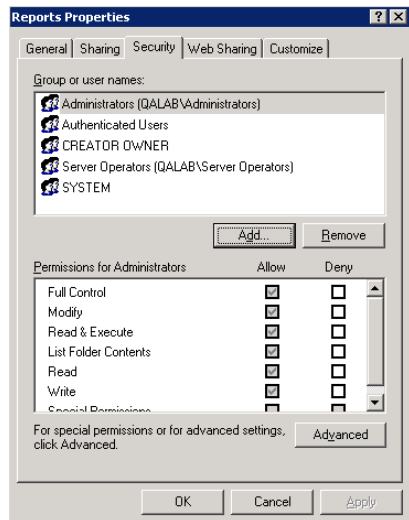 Reports Properties
General Sharing Security Web Sharing Customize
Group or user names:
Administrators (QALAB\Administrators)
Authenticated Users
CREATOR OWNER
Server Operators (QALAB\Server Operators)
SYSTEM
Add... Remove
Permissions for Administrators Allow Deny
Full Control
Modify
Read & Execute
List Folder Contents
Read
Write
Special Permissions
For special permissions or for advanced settings,
click Advanced.
Advanced
OK Cancel Apply